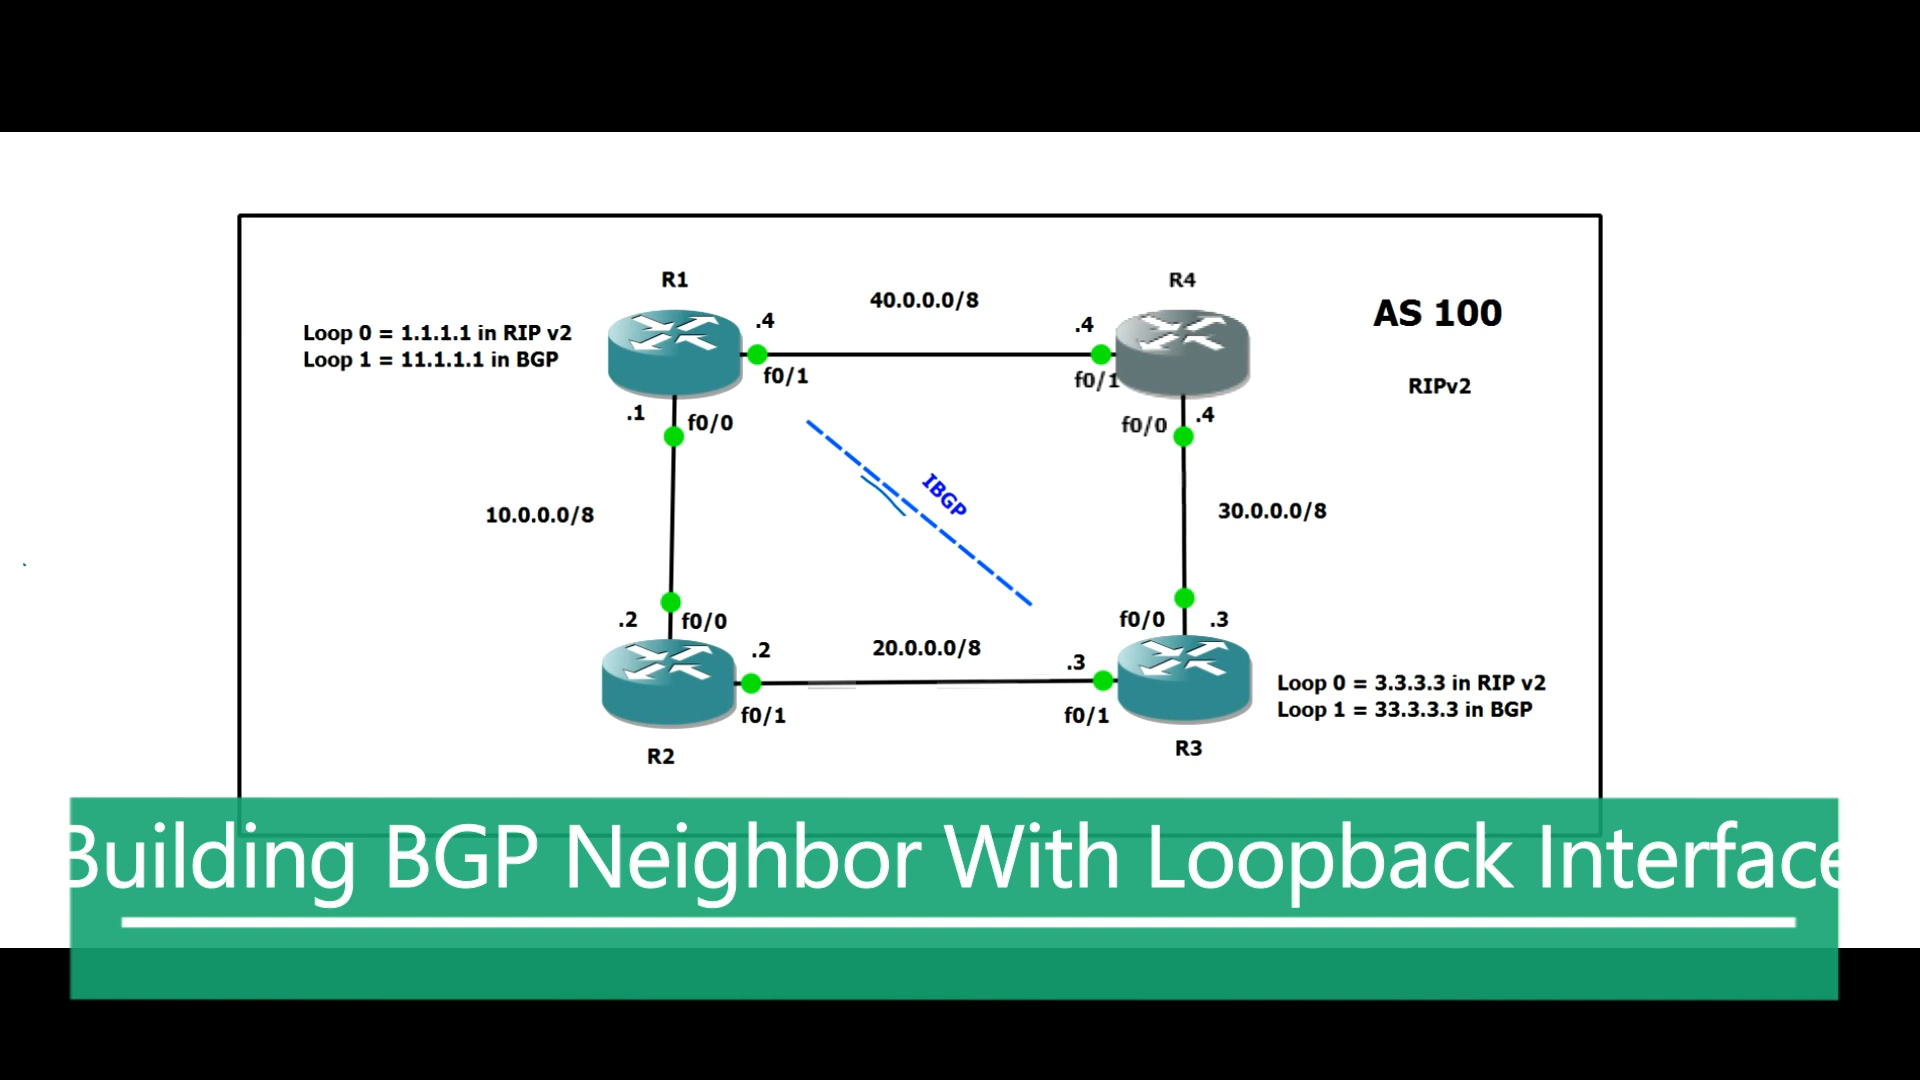 R1
R4
40.0.0.0/8
AS 100
.4
.4
Loop 0 = 1.1.1.1 in RIP v2
Loop 1 = 11.1.1.1 in BGP
f0/1
f0/1
RIPv2
.1
f0/0
f0/0
.4
IBGP
10.0.0.0/8
30.0.0.0/8
.2
f0/0
f0/0
.3
.2
20.0.0.0/8
.3
Loop 0 = 3.3.3.3 in RIP v2
Loop 1 = 33.3.3.3 in BGP
f0/1
f0/1
R2
R3
Building BGP Neighbor With Loopback Interface